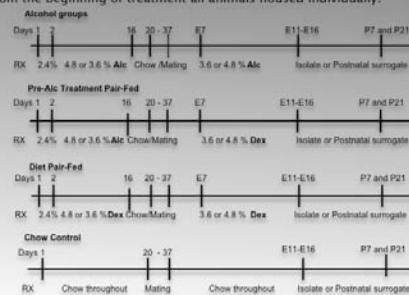 from the beginning of treatment all animals housed individually.
Alcohol groups
Days 1 2 16 20 - 37 E7 E11-E16 P7 and P21
RX 2.4% 4.8 or 3.6 % Alc Chow /Mating 3.6 or 4.8 % Alc Isolate or Postnatal surrogate
Pre-Alc Treatment Pair-Fed
Days 1 2 16 20 - 37 E7 E11-E16 P7 and P21
RX 2.4% 4.8 or 3.6 % Alc Chow/Mating 3.6 or 4.8 % Dex Isolate or Postnatal surrogate
Diet Pair-Fed
Days 1 2 16 20 - 37 E7 E11-E16 P7 and P21
RX 2.4% 4.8 or 3.6 % Dex Chow/Mating 3.6 or 4.8 % Dex Isolate or Postnatal surrogate
Chow Control
Days 1 20 - 37 E11-E16 P7 and P21
RX Chow throughout Mating Chow throughout Isolate or Postnatal surrogate